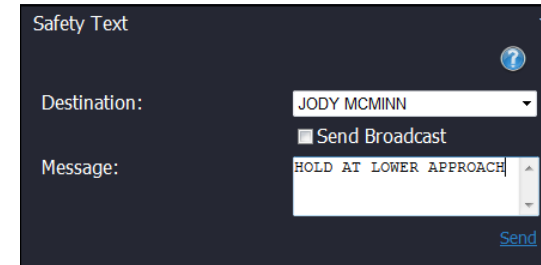 Safety Text
?
Destination: JODY MCMINN
Send Broadcast
Message: HOLD AT LOWER APPROACH
Send